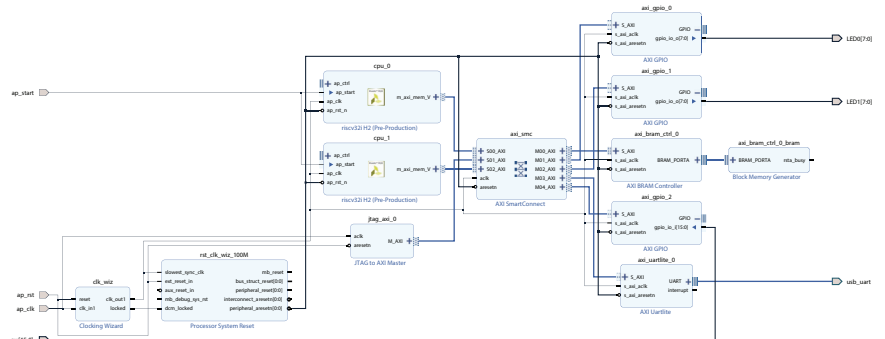 axi_gpio_0
S_AXI
s_axi_aclk
s_axi_aresetn
GPIO
gpio_io_o[7:0]
AXI GPIO
LED0[7:0]
axi_gpio_1
S_AXI
s_axi_aclk
s_axi_aresetn
GPIO
gpio_io_o[7:0]
AXI GPIO
LED1[7:0]
ap_start
cpu_0
ap_ctrl
ap_start
ap_clk
ap_rst_n
m_axi_mem_V
riscv32i H2 (Pre-Production)
cpu_1
ap_ctrl
ap_start
ap_clk
ap_rst_n
m_axi_mem_V
riscv32i H2 (Pre-Production)
axi_smc
S00_AXI
S01_AXI
S02_AXI
aclk
aresetn
M00_AXI
M01_AXI
M02_AXI
M03_AXI
M04_AXI
AXI SmartConnect
axi_bram_ctrl_0
S_AXI
s_axi_aclk
s_axi_aresetn
BRAM_PORTA
AXI BRAM Controller
axi_bram_ctrl_0_bram
BRAM_PORTA
rsta_busy
Block Memory Generator
axi_gpio_2
S_AXI
s_axi_aclk
s_axi_aresetn
GPIO
gpio_io_i[15:0]
AXI GPIO
jtag_axi_0
aclk
aresetn
M_AXI
JTAG to AXI Master
rst_clk_wiz_100M
slowest_sync_clk
ext_reset_in
aux_reset_in
mb_debug_sys_rst
dcm_locked
mb_reset
bus_struct_reset[0:0]
peripheral_reset[0:0]
interconnect_aresetn[0:0]
peripheral_aresetn[0:0]
Processor System Reset
axi_uartlite_0
S_AXI
s_axi_aclk
s_axi_aresetn
UART
interrupt
AXI Uartlite
usb_uart
ap_rst
ap_clk
clk_wiz
reset
clk_in1
clk_out1
locked
Clocking Wizard